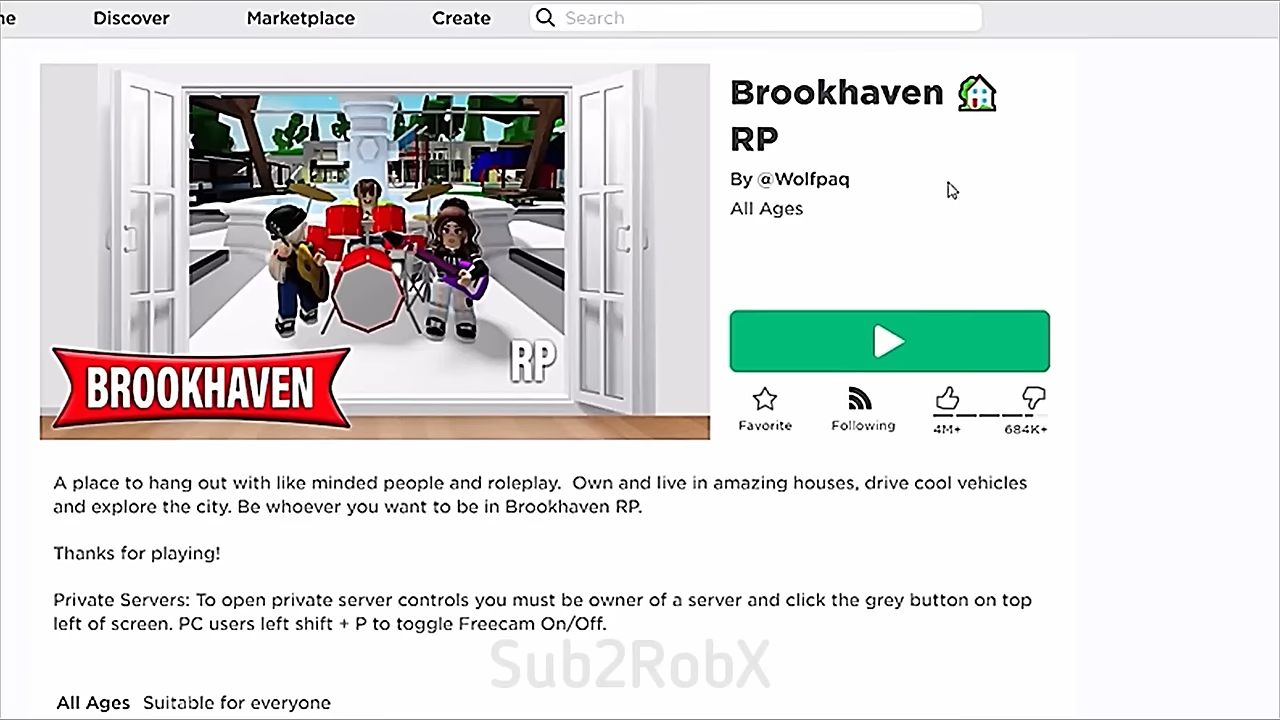 ne Discover Marketplace Create Search
Brookhaven
RP
By @Wolfpaq
All Ages
RP
BROOKHAVEN
Favorite Following 4M+ 684K+
A place to hang out with like minded people and roleplay.  Own and live in amazing houses, drive cool vehicles
and explore the city. Be whoever you want to be in Brookhaven RP.
Thanks for playing!
Private Servers: To open private server controls you must be owner of a server and click the grey button on top
left of screen. PC users left shift + P to toggle Freecam On/Off.
Sub2RobX
All Ages Suitable for everyone